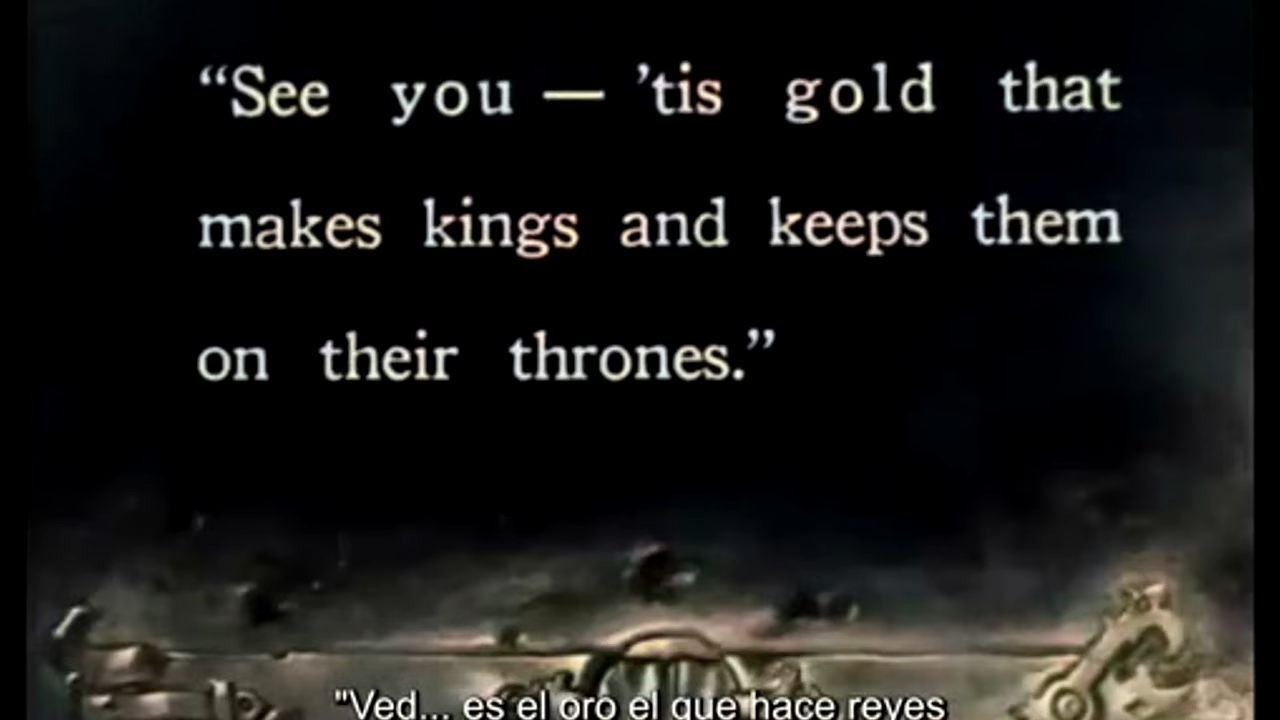 “See you — ’tis gold that
makes kings and keeps them
on their thrones.”
"Ved... es el oro el que hace reyes